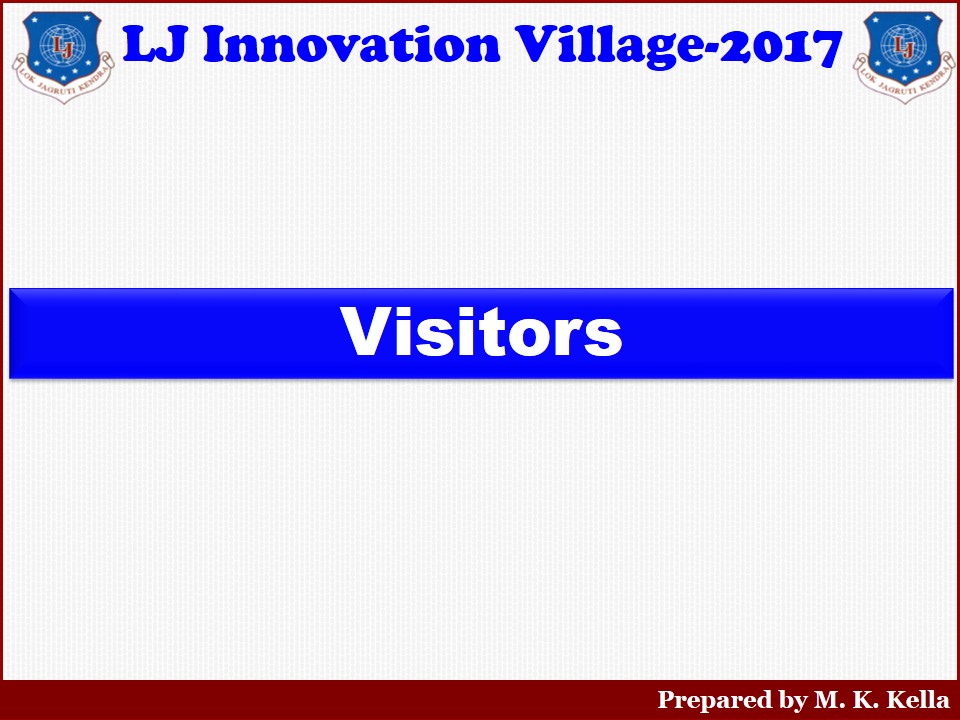 LJ Innovation Village-2017
LJ
LOK JAGRUTI KENDRA
LJ
LOK JAGRUTI KENDRA
Visitors
Prepared by M. K. Kella